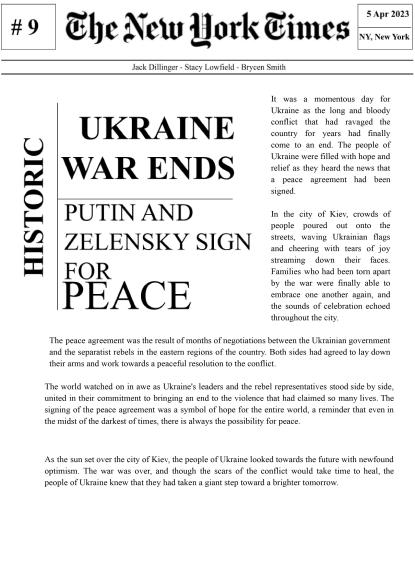 # 9
The New York Times
5 Apr 2023
NY, New York
Jack Dillinger - Stacy Lowfield - Brycen Smith
HISTORIC
UKRAINE
WAR ENDS
PUTIN AND
ZELENSKY SIGN
FOR
PEACE
It was a momentous day for
Ukraine as the long and bloody
conflict that had ravaged the
country for years had finally
come to an end. The people of
Ukraine were filled with hope and
relief as they heard the news that
a peace agreement had been
signed.
In the city of Kiev, crowds of
people poured out onto the
streets, waving Ukrainian flags
and cheering with tears of joy
streaming down their faces.
Families who had been torn apart
by the war were finally able to
embrace one another again, and
the sounds of celebration echoed
throughout the city.
The peace agreement was the result of months of negotiations between the Ukrainian government
and the separatist rebels in the eastern regions of the country. Both sides had agreed to lay down
their arms and work towards a peaceful resolution to the conflict.
The world watched on in awe as Ukraine's leaders and the rebel representatives stood side by side,
united in their commitment to bringing an end to the violence that had claimed so many lives. The
signing of the peace agreement was a symbol of hope for the entire world, a reminder that even in
the midst of the darkest of times, there is always the possibility for peace.
As the sun set over the city of Kiev, the people of Ukraine looked towards the future with newfound
optimism. The war was over, and though the scars of the conflict would take time to heal, the
people of Ukraine knew that they had taken a giant step toward a brighter tomorrow.